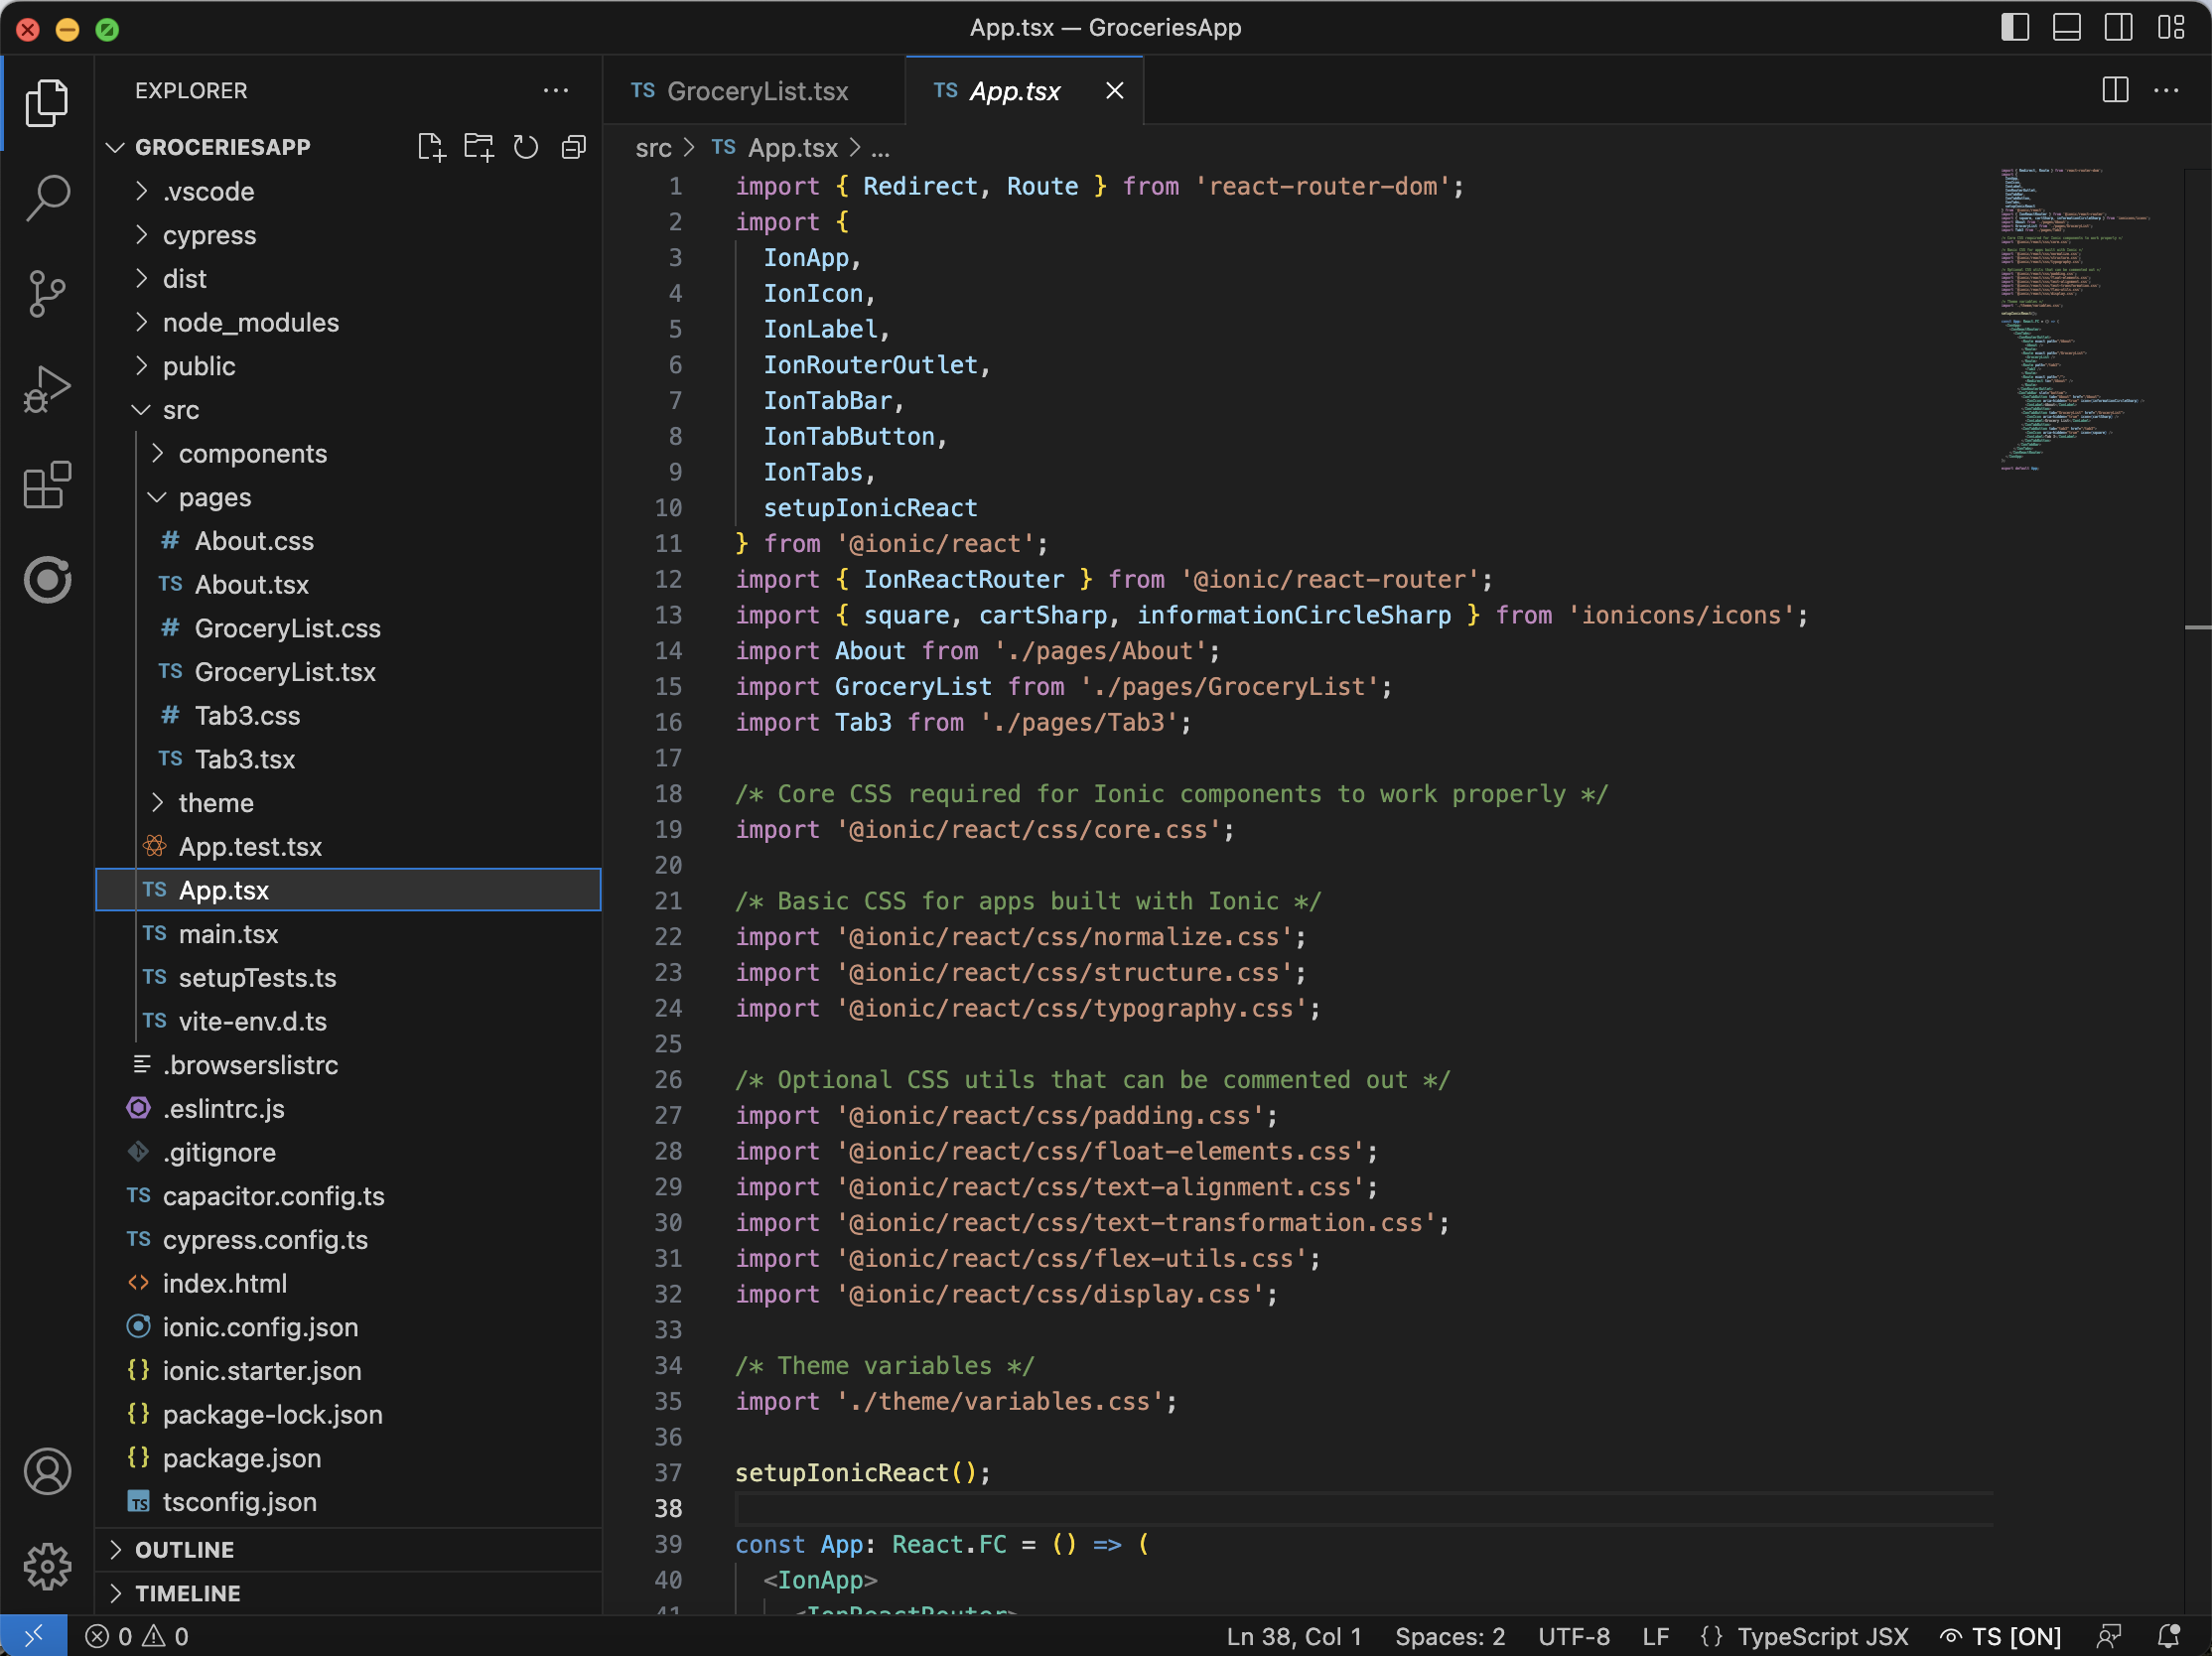 App.tsx — GroceriesApp
EXPLORER
GROCERIESAPP
.vscode
cypress
dist
node_modules
public
src
components
pages
# About.css
TS About.tsx
# GroceryList.css
TS GroceryList.tsx
# Tab3.css
TS Tab3.tsx
theme
App.test.tsx
TS App.tsx
TS main.tsx
TS setupTests.ts
TS vite-env.d.ts
.browserslistrc
.eslintrc.js
.gitignore
TS capacitor.config.ts
TS cypress.config.ts
<> index.html
ionic.config.json
{} ionic.starter.json
{} package-lock.json
{} package.json
TS tsconfig.json
OUTLINE
TIMELINE
TS GroceryList.tsx
TS App.tsx
src > TS App.tsx > ...
1 import { Redirect, Route } from 'react-router-dom';
2 import {
3 IonApp,
4 IonIcon,
5 IonLabel,
6 IonRouterOutlet,
7 IonTabBar,
8 IonTabButton,
9 IonTabs,
10 setupIonicReact
11 } from '@ionic/react';
12 import { IonReactRouter } from '@ionic/react-router';
13 import { square, cartSharp, informationCircleSharp } from 'ionicons/icons';
14 import About from './pages/About';
15 import GroceryList from './pages/GroceryList';
16 import Tab3 from './pages/Tab3';
17
18 /* Core CSS required for Ionic components to work properly */
19 import '@ionic/react/css/core.css';
20
21 /* Basic CSS for apps built with Ionic */
22 import '@ionic/react/css/normalize.css';
23 import '@ionic/react/css/structure.css';
24 import '@ionic/react/css/typography.css';
25
26 /* Optional CSS utils that can be commented out */
27 import '@ionic/react/css/padding.css';
28 import '@ionic/react/css/float-elements.css';
29 import '@ionic/react/css/text-alignment.css';
30 import '@ionic/react/css/text-transformation.css';
31 import '@ionic/react/css/flex-utils.css';
32 import '@ionic/react/css/display.css';
33
34 /* Theme variables */
35 import './theme/variables.css';
36
37 setupIonicReact();
38
39 const App: React.FC = () => (
40 <IonApp>
41 <IonReactRouter>
0 0
Ln 38, Col 1 Spaces: 2 UTF-8 LF {} TypeScript JSX TS [ON]